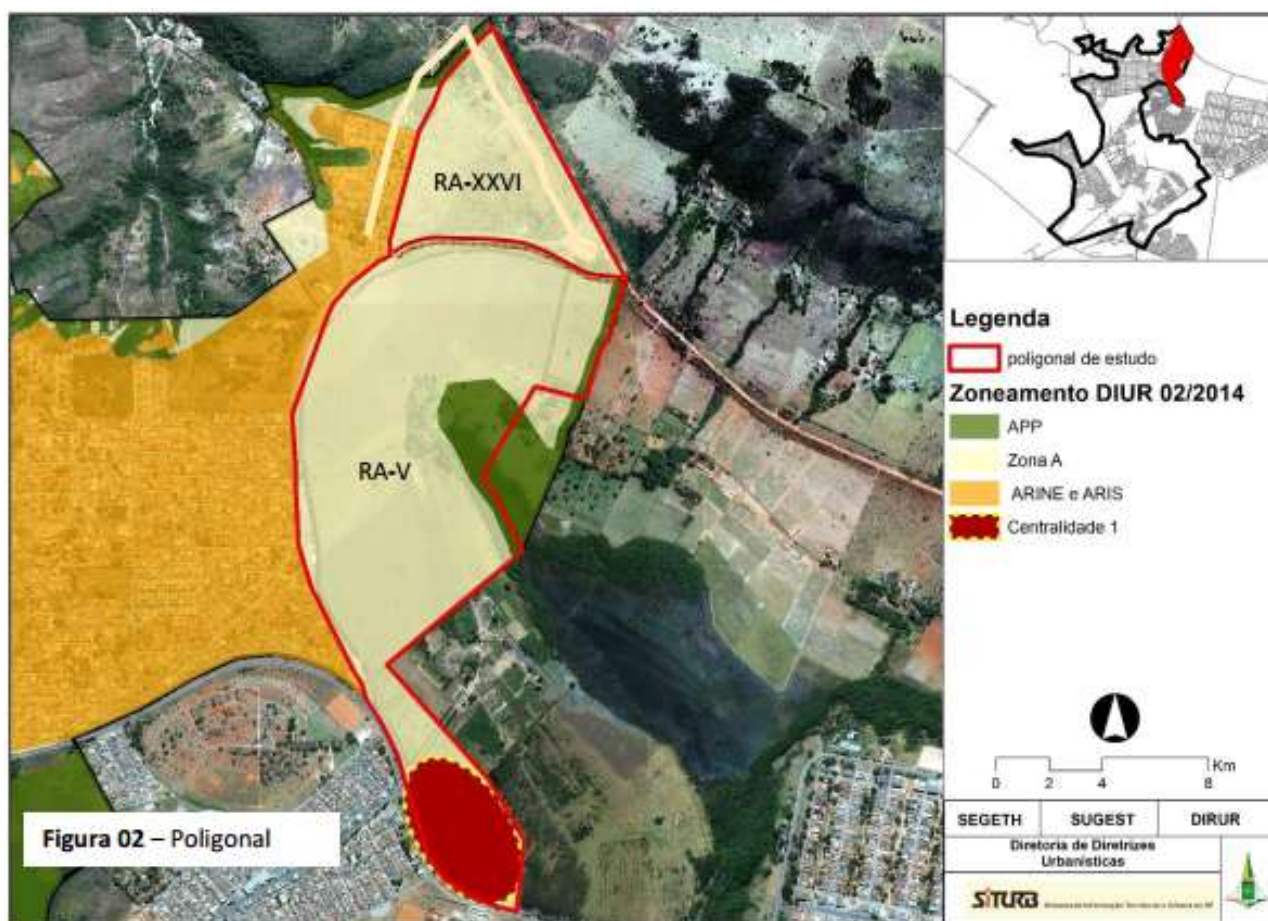 RA-XXVI
RA-V
Figura 02 – Poligonal
Legenda
poligonal de estudo
Zoneamento DIUR 02/2014
APP
Zona A
ARINE e ARIS
Centralidade 1
Km
0 2 4 8
SEGETH SUGEST DIRUR
Diretoria de Diretrizes
Urbanísticas
SITURB